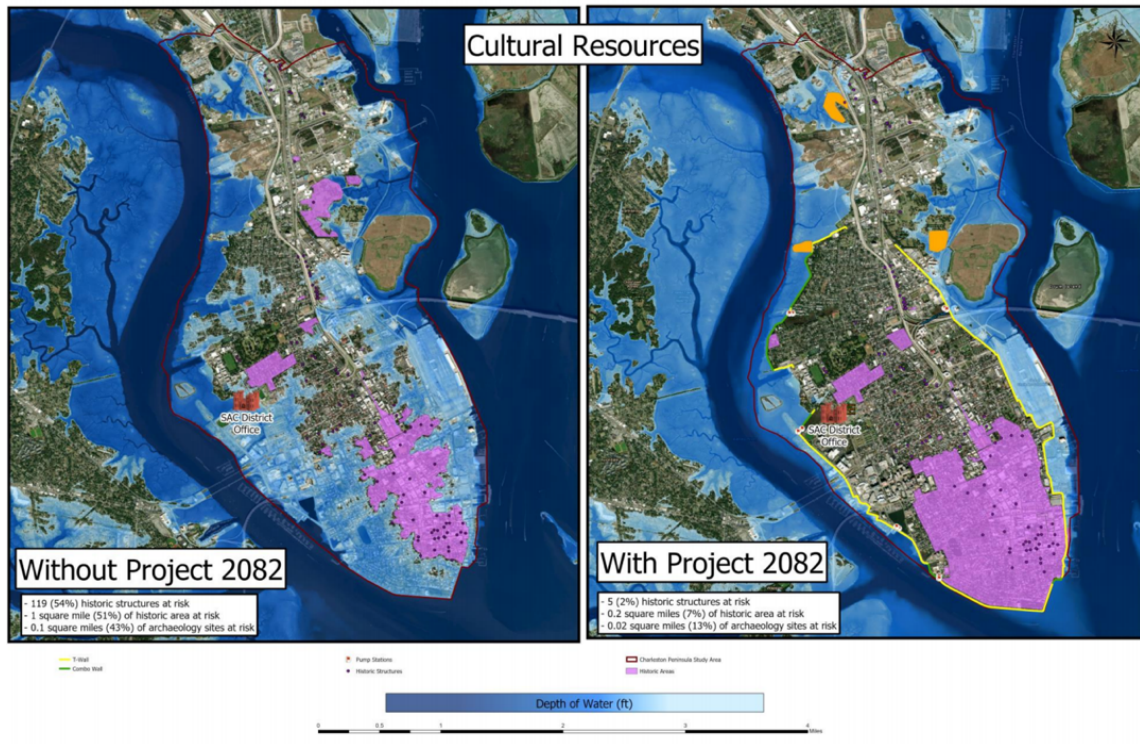 Cultural Resources
SAC District
Office
Without Project 2082
- 119 (54%) historic structures at risk
- 1 square mile (51%) of historic area at risk
- 0.1 square miles (43%) of archaeology sites at risk
SAC District
Office
With Project 2082
- 5 (2%) historic structures at risk
- 0.2 square miles (7%) of historic area at risk
- 0.02 square miles (13%) of archaeology sites at risk
T-Wall
Combo Wall
Pump Stations
Historic Structures
Charleston Peninsula Study Area
Historic Areas
Depth of Water (ft)
0 0.5 1 2 3 4
Miles